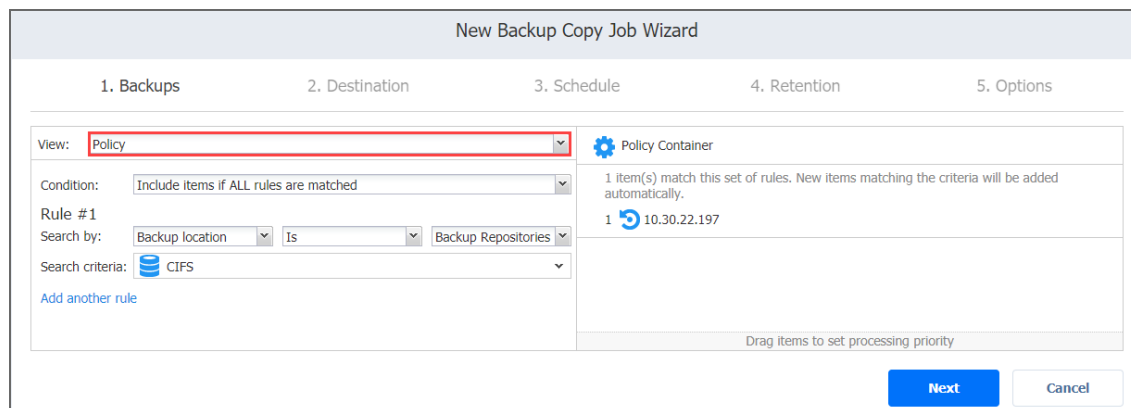 New Backup Copy Job Wizard
1. Backups 2. Destination 3. Schedule 4. Retention 5. Options
View: Policy
Condition: Include items if ALL rules are matched
Rule #1
Search by: Backup location Is Backup Repositories
Search criteria: CIFS
Add another rule
Policy Container
1 item(s) match this set of rules. New items matching the criteria will be added
automatically.
1 10.30.22.197
Drag items to set processing priority
Next Cancel